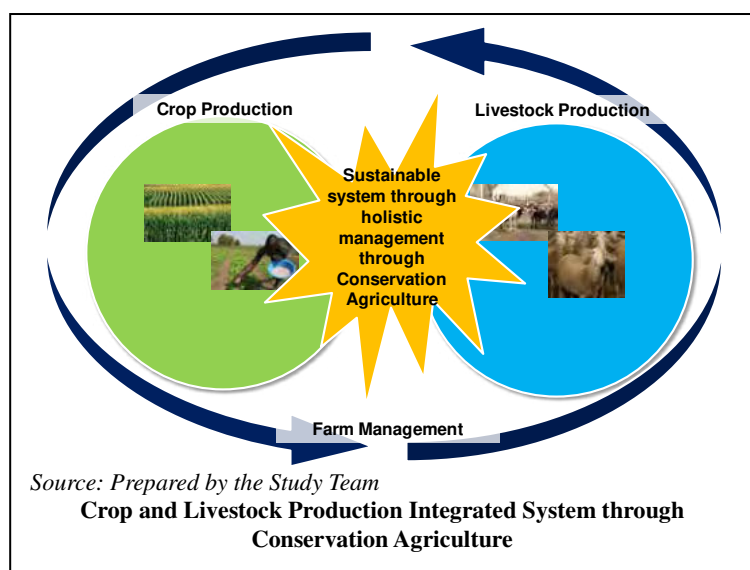 Crop Production
Livestock Production
Sustainable
system through
holistic
management
through
Conservation
Agriculture
Farm Management
Source: Prepared by the Study Team
Crop and Livestock Production Integrated System through
Conservation Agriculture